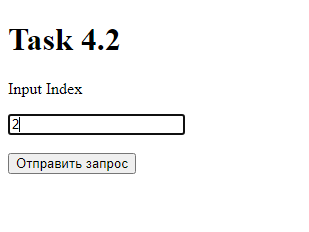 Task 4.2
Input Index
2
Отправить запрос